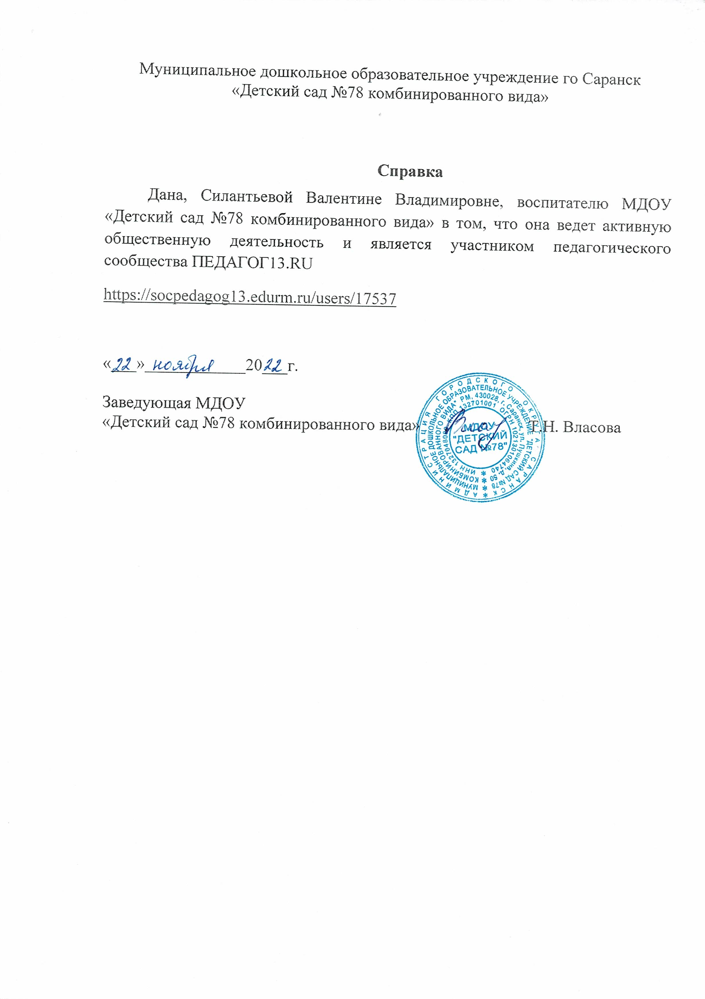 Муниципальное дошкольное образовательное учреждение го Саранск
«Детский сад №78 комбинированного вида»
Справка
Дана, Силантьевой Валентине Владимировне, воспитателю МДОУ
«Детский сад №78 комбинированного вида» в том, что она ведет активную
общественную деятельность и является участником педагогического
сообщества ПЕДАГОГ13.RU
https://socpedagog13.edurm.ru/users/17537
«22» ноября 2022 г.
Заведующая МДОУ
«Детский сад №78 комбинированного вида» Т.Н. Власова
АДМИНИСТРАЦИЯ ГОРОДСКОГО ОКРУГА САРАНСК *
МУНИЦИПАЛЬНОЕ ДОШКОЛЬНОЕ ОБРАЗОВАТЕЛЬНОЕ УЧРЕЖДЕНИЕ "ДЕТСКИЙ САД №78 *
КОМБИНИРОВАННОГО ВИДА" РМ, 430028, г. Саранск, ул. Пушкина, д. 50 *
ИНН КПП 132701001 ОГРН 1021301064740 *
МДОУ
"ДЕТСКИЙ
САД №78"